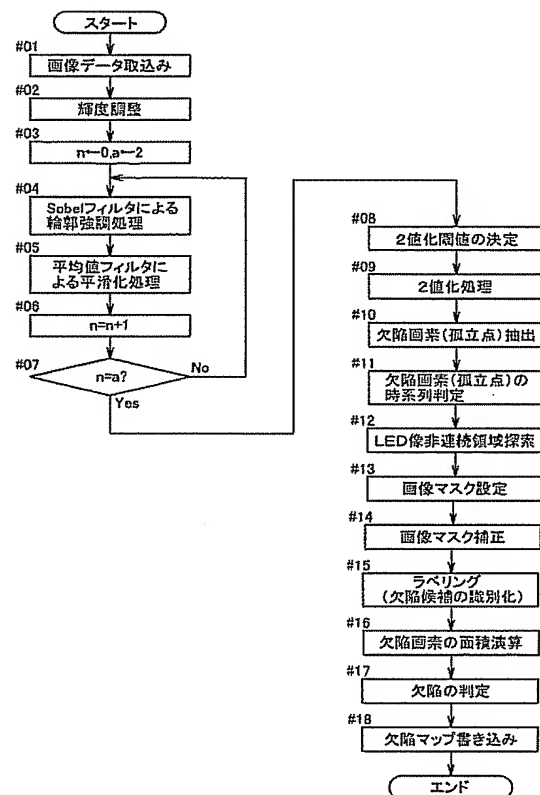 スタート
#01
画像データ取込み
#02
輝度調整
#03
n←0,a←2
#04
Sobelフィルタによる
輪郭強調処理
#05
平均値フィルタ
による平滑化処理
#06
n=n+1
#07
n=a?
No
Yes
#08
2値化閾値の決定
#09
2値化処理
#10
欠陥画素(孤立点)抽出
#11
欠陥画素(孤立点)の
時系列判定
#12
LED像非連続領域探索
#13
画像マスク設定
#14
画像マスク補正
#15
ラベリング
(欠陥候補の識別化)
#16
欠陥画素の面積演算
#17
欠陥の判定
#18
欠陥マップ書き込み
エンド